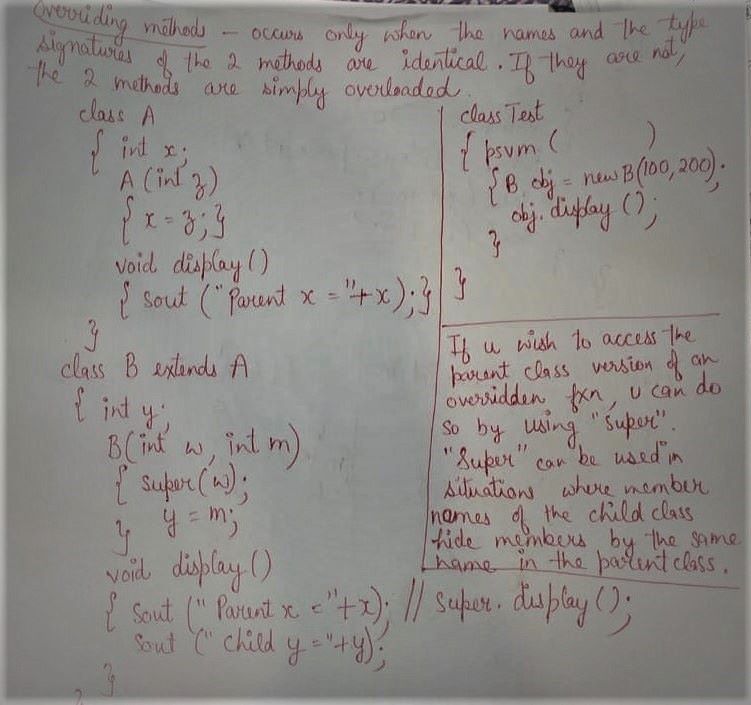 Overriding methods - occurs only when the names and the type
signatures of the 2 methods are identical. If they are not,
the 2 methods are simply overloaded.
class A
{ int x;
A (int z)
{ x = z; }
void display ()
{ Sout ("Parent x = "+x); }
}
class B extends A
{ int y;
B(int w, int m)
{ super(w);
y = m;
}
void display ()
{ Sout (" Parent x = "+x); // super. display ();
Sout (" child y = "+y);
}
}
class Test
{ psvm ( )
{ B obj = new B(100, 200);
obj. display ();
}
}
If u wish to access the
parent class version of an
overridden fxn, u can do
so by using "super".
"Super" can be used in
situations where member
names of the child class
hide members by the same
name in the parent class.